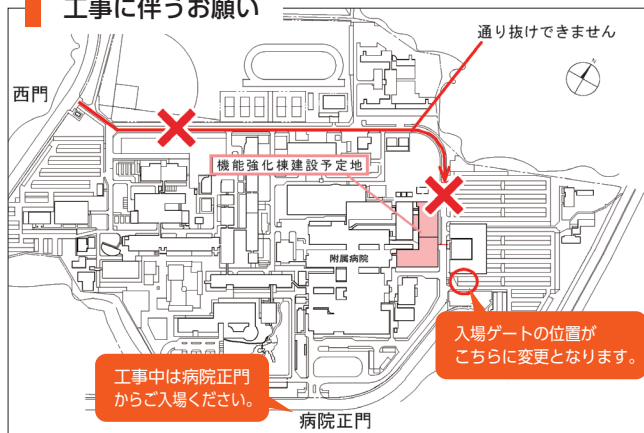 工事に伴うお願い
通り抜けできません
西門
N
機能強化棟建設予定地
附属病院
入場ゲートの位置が
こちらに変更となります。
工事中は病院正門
からご入場ください。
病院正門